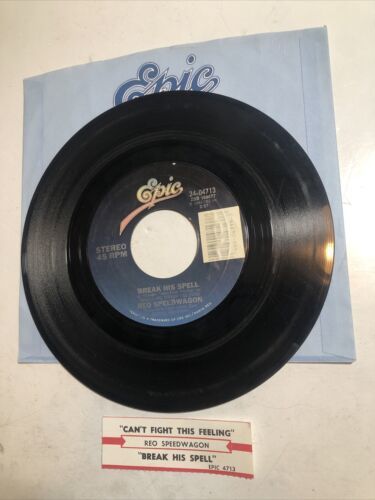 Epic
Epic
34-04713
STEREO
45 RPM
BREAK HIS SPELL
REO SPEEDWAGON
"CAN'T FIGHT THIS FEELING"
REO SPEEDWAGON
"BREAK HIS SPELL"
EPIC 4713